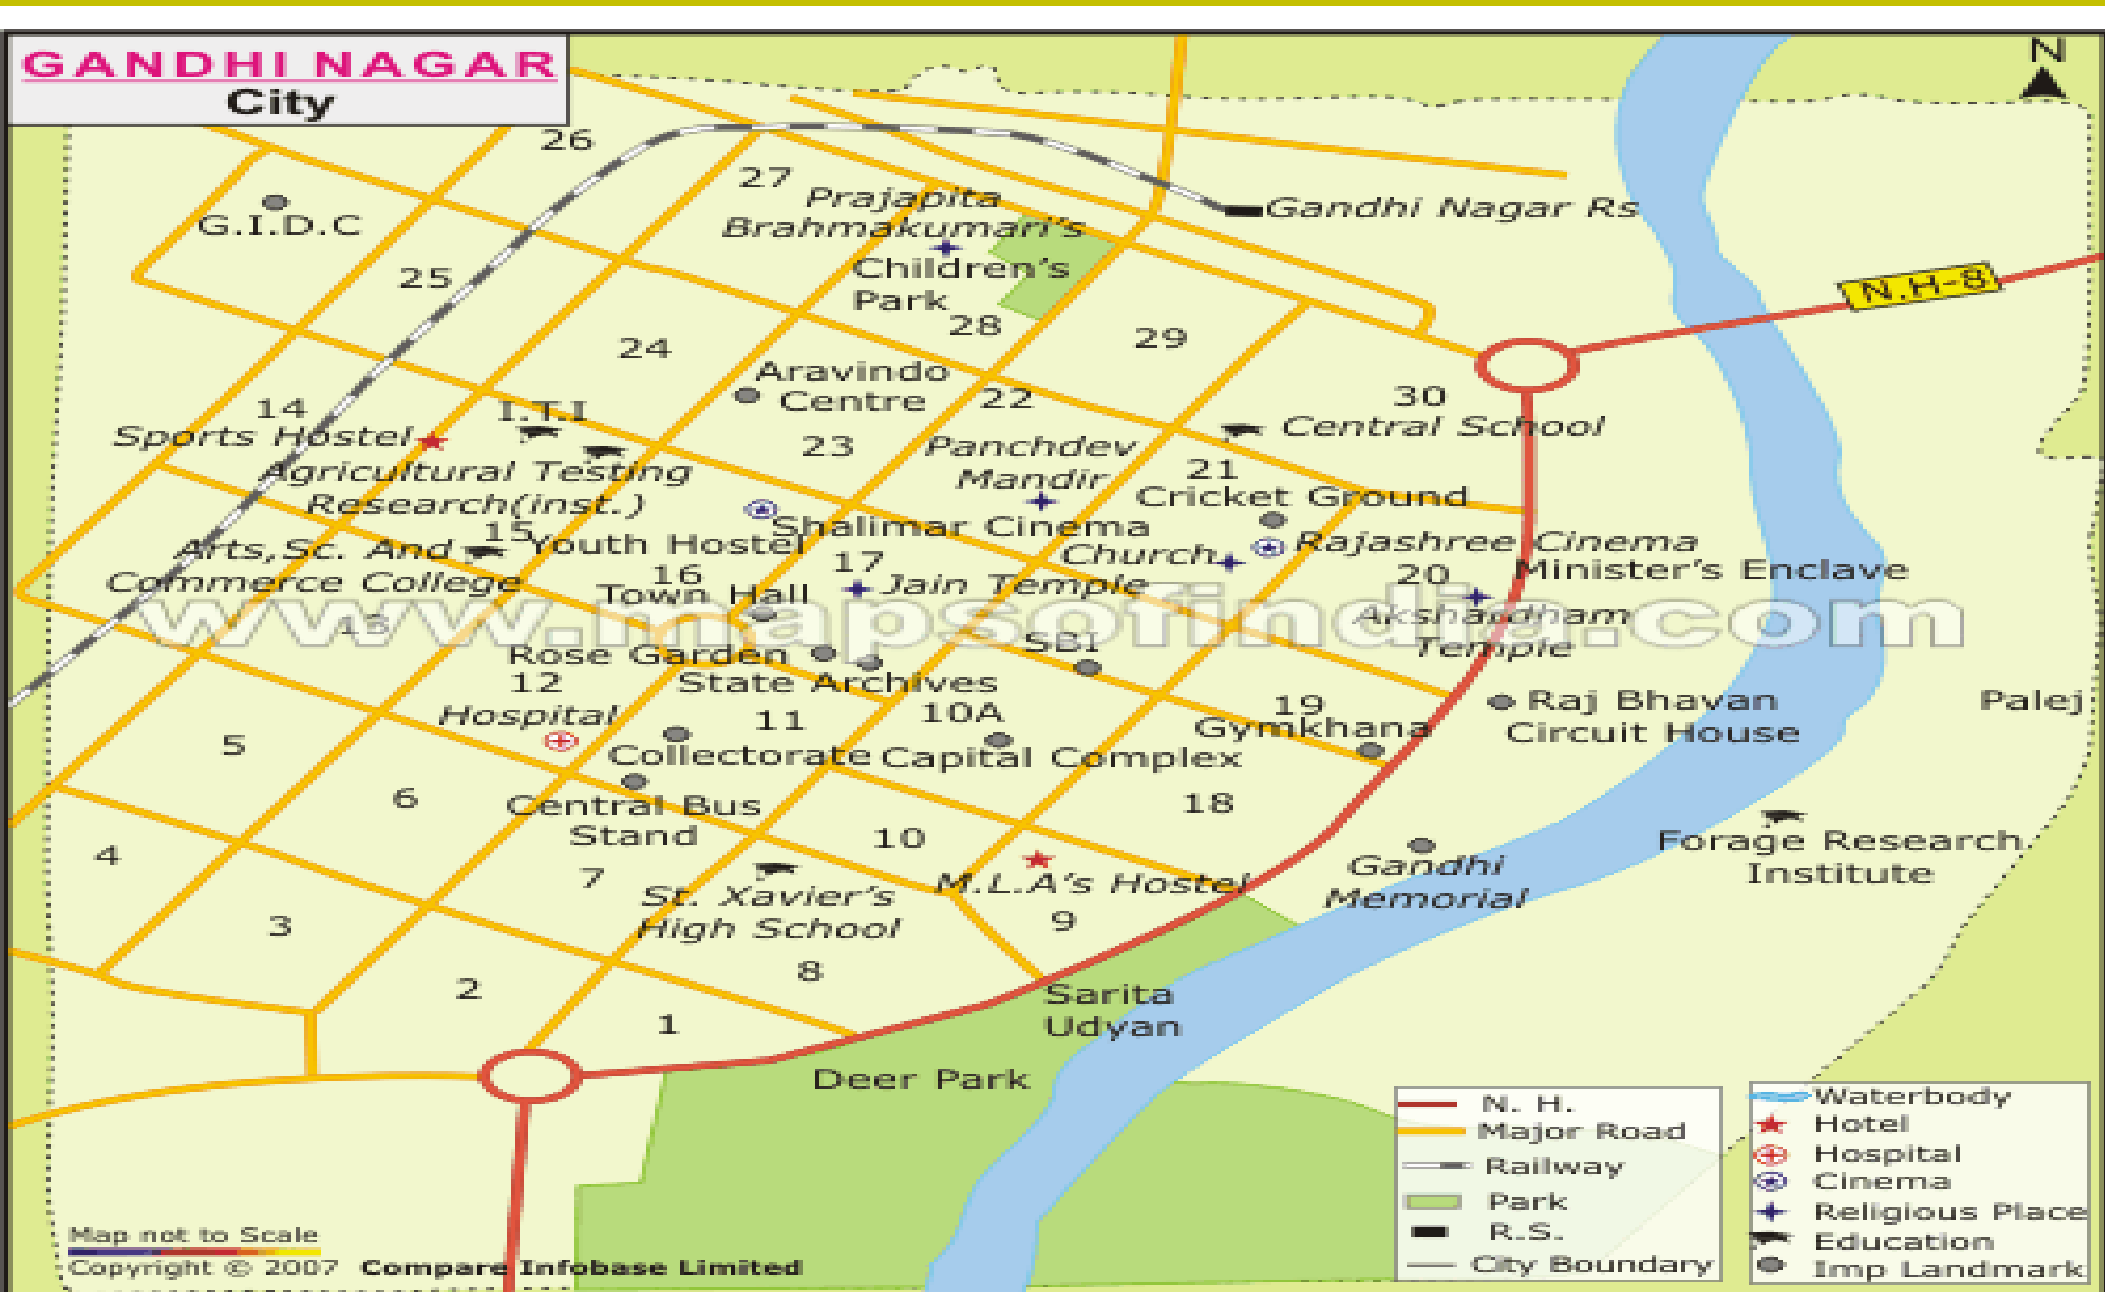 GANDHI NAGAR
City
N
26
27
Prajapita
Brahmakumari's
Gandhi Nagar Rs
G.I.D.C
Children's
Park
25
28
N.H-8
24
29
Aravindo
Centre
22
30
14
I.T.I
Sports Hostel
Central School
23
Panchdev
Mandir
21
Agricultural Testing
Research(inst.)
Cricket Ground
15
Shalimar Cinema
Youth Hostel
Rajashree Cinema
Arts,Sc. And
Commerce College
Church
17
16
20
Minister's Enclave
Town Hall
Jain Temple
Akshardham
Temple
www.mapsofindia.com
13
SBI
Rose Garden
12
State Archives
Raj Bhavan
Circuit House
Palej
Hospital
11
10A
19
Gymkhana
5
Collectorate
Capital Complex
6
Central Bus
Stand
18
4
10
Forage Research
Institute
7
St. Xavier's
High School
M.L.A's Hostel
Gandhi
Memorial
3
9
8
2
Sarita
Udyan
1
Deer Park
N. H.
Major Road
Railway
Park
R.S.
City Boundary
Waterbody
Hotel
Hospital
Cinema
Religious Place
Education
Imp Landmark
Map not to Scale
Copyright © 2007 Compare Infobase Limited